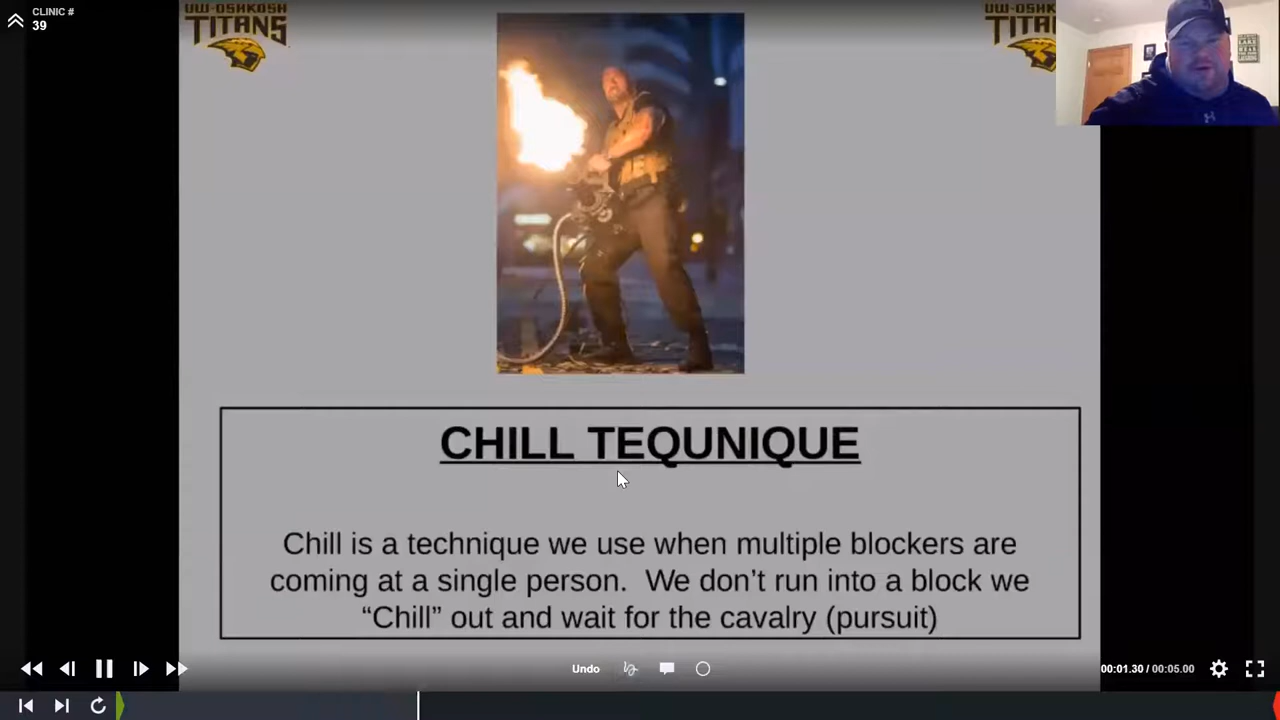 CLINIC #
39
UW-OSHKOSH
TITANS
UW-OSHKOSH
TITANS
CHILL TEQUNIQUE
Chill is a technique we use when multiple blockers are
coming at a single person.  We don’t run into a block we
“Chill” out and wait for the cavalry (pursuit)
Undo
00:01.30 / 00:05.00